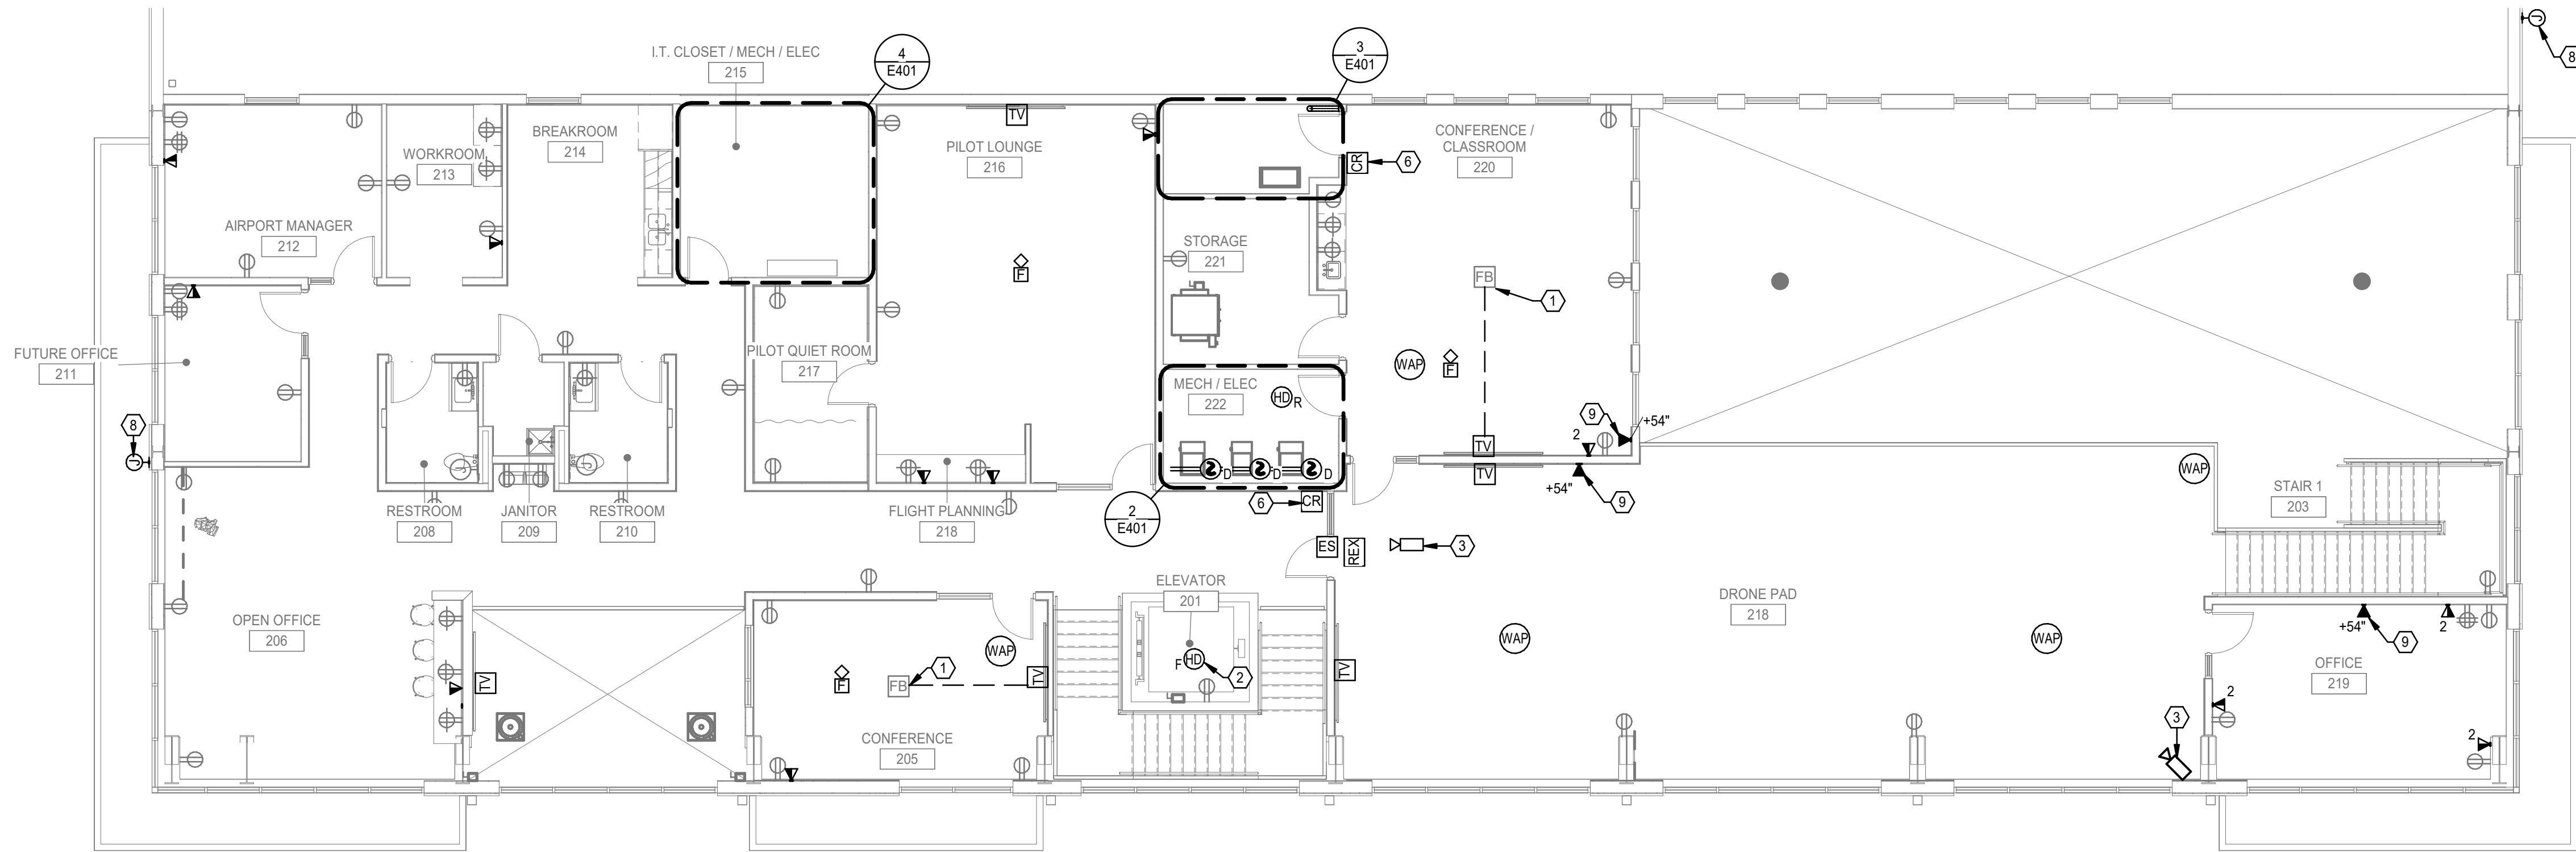 I.T. CLOSET / MECH / ELEC
215
4
E401
3
E401
J
8
BREAKROOM
214
WORKROOM
213
TV
PILOT LOUNGE
216
CONFERENCE /
CLASSROOM
220
CR
6
AIRPORT MANAGER
212
STORAGE
221
F
FB
1
FUTURE OFFICE
211
PILOT QUIET ROOM
217
WAP
F
MECH / ELEC
222
HD
R
8
J
9
+54"
2
TV
TV
+54"
9
D
D
D
J
J
WAP
STAIR 1
203
RESTROOM
208
JANITOR
209
RESTROOM
210
FLIGHT PLANNING
218
2
E401
6
CR
ES
REX
3
ELEVATOR
201
OPEN OFFICE
206
DRONE PAD
218
WAP
WAP
WAP
+54"
9
2
F
HD
2
F
FB
1
TV
TV
TV
OFFICE
219
2
3
2
CONFERENCE
205